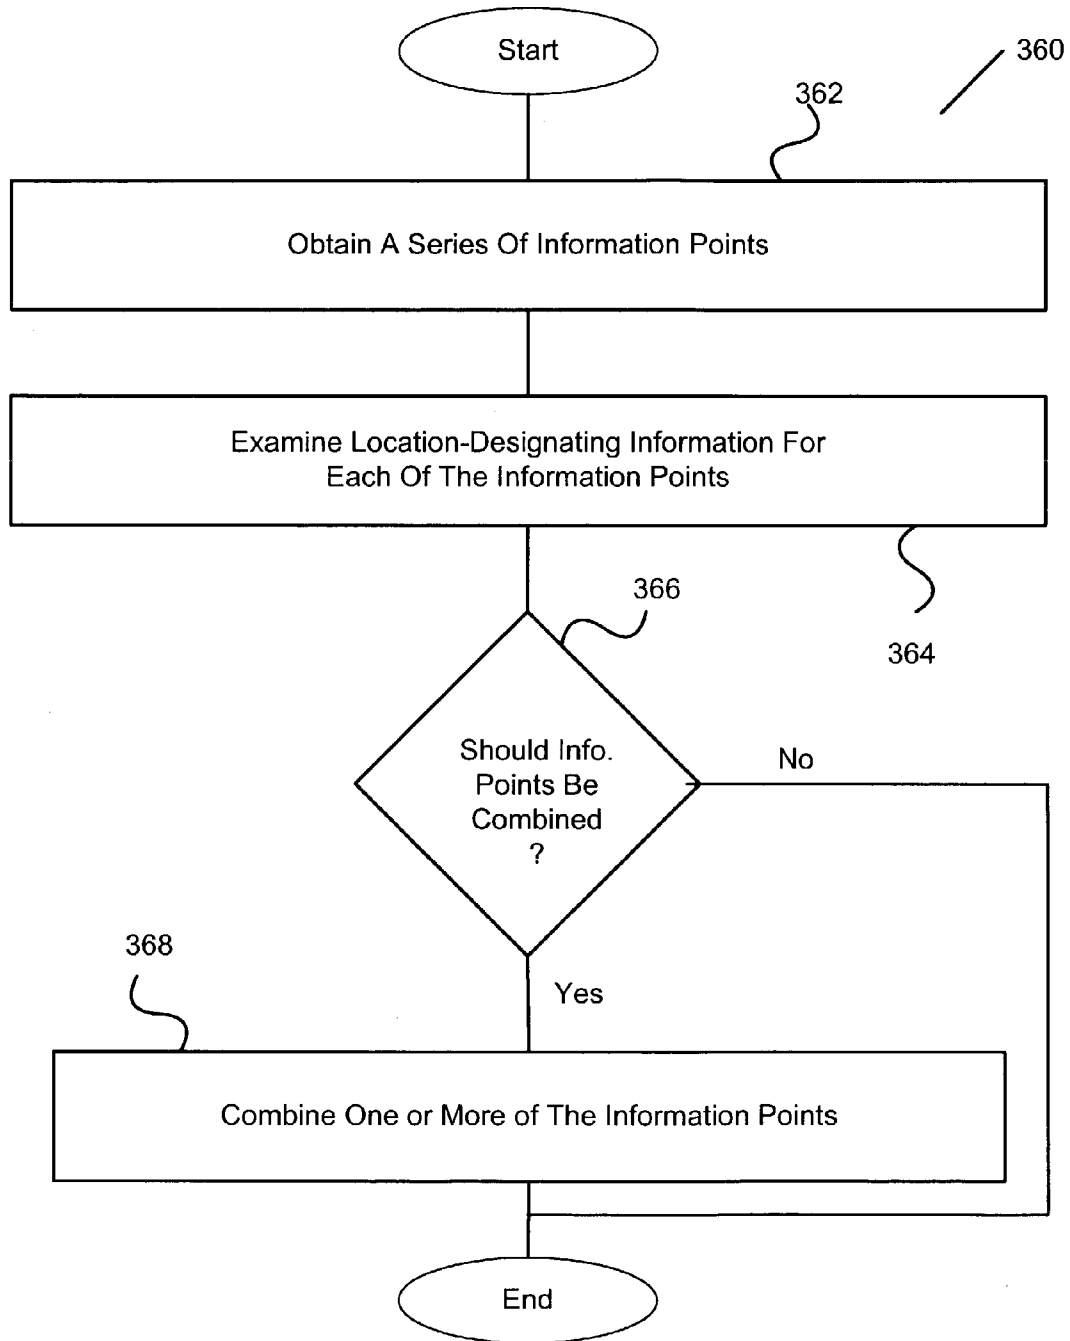 Start
360
362
Obtain A Series Of Information Points
Examine Location-Designating Information For
Each Of The Information Points
366
364
Should Info.
Points Be
Combined
?
No
368
Yes
Combine One or More of The Information Points
End